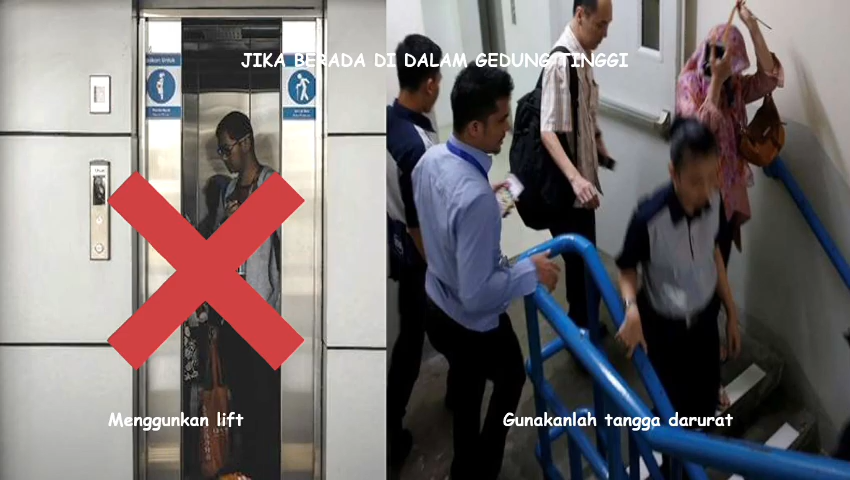 JIKA BERADA DI DALAM GEDUNG TINGGI
Menggunkan lift
Gunakanlah tangga darurat